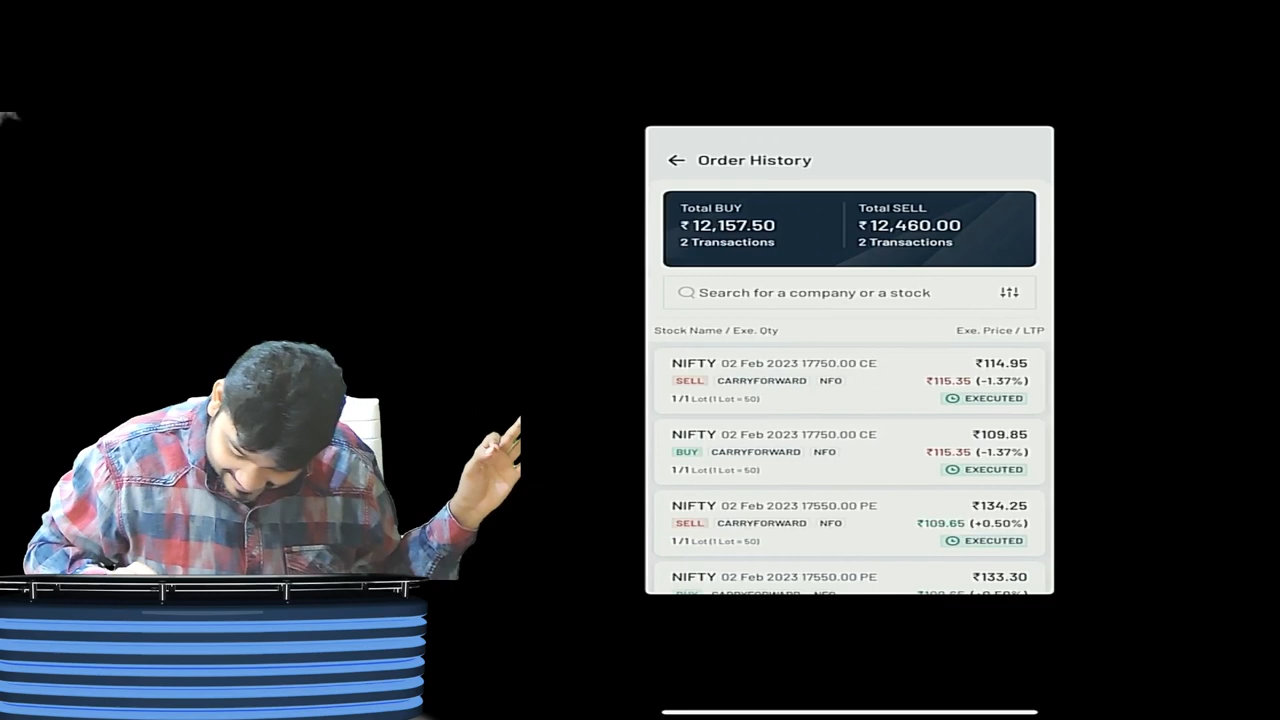 Order History
Total BUY
₹12,157.50
2 Transactions
Total SELL
₹12,460.00
2 Transactions
Search for a company or a stock
Stock Name / Exe. Qty
Exe. Price / LTP
NIFTY 02 Feb 2023 17750.00 CE
₹114.95
SELL CARRYFORWARD NFO
₹115.35 (-1.37%)
1/1 Lot (1 Lot = 50)
EXECUTED
NIFTY 02 Feb 2023 17750.00 CE
₹109.85
BUY CARRYFORWARD NFO
₹115.35 (-1.37%)
1/1 Lot (1 Lot = 50)
EXECUTED
NIFTY 02 Feb 2023 17550.00 PE
₹134.25
SELL CARRYFORWARD NFO
₹109.65 (+0.50%)
1/1 Lot (1 Lot = 50)
EXECUTED
NIFTY 02 Feb 2023 17550.00 PE
₹133.30